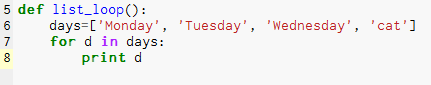 5 def list_loop():
6     days=['Monday', 'Tuesday', 'Wednesday', 'cat']
7     for d in days:
8         print d